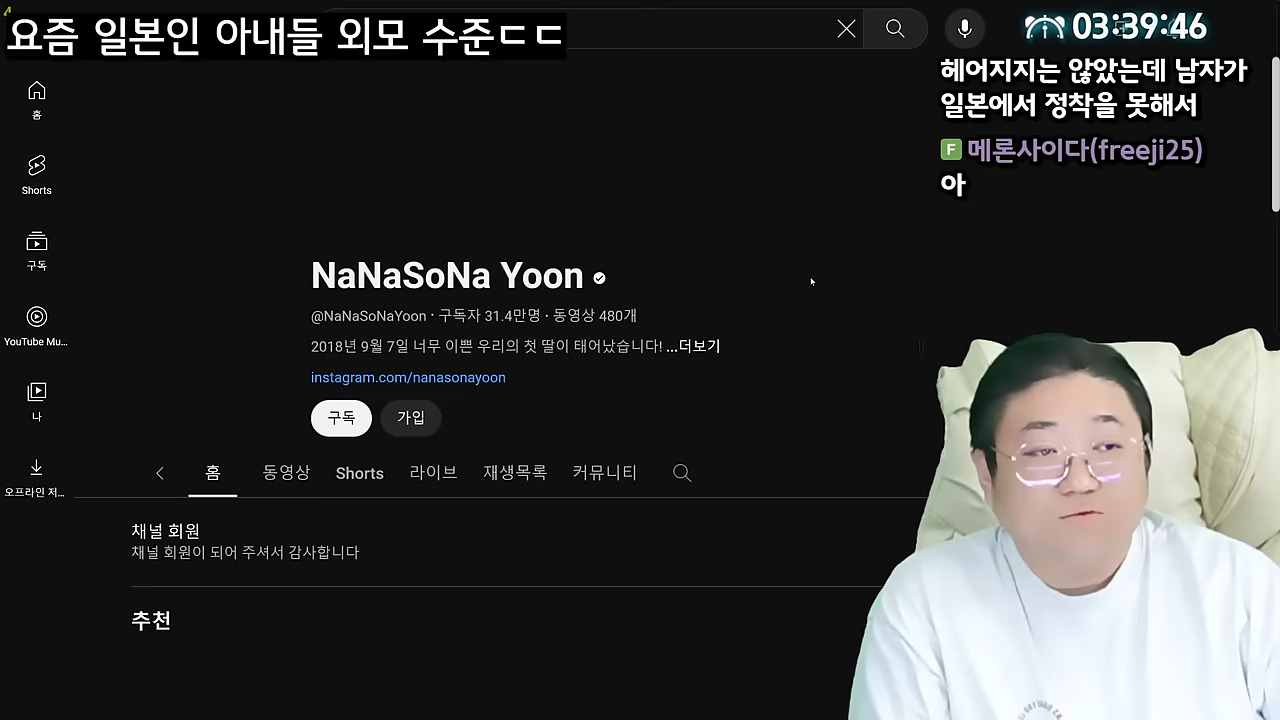 요즘 일본인 아내들 외모 수준ㄷㄷ
03:39:46
헤어지지는 않았는데 남자가
일본에서 정착을 못해서
F 메론사이다(freeji25)
아
홈
Shorts
구독
YouTube Mu...
나
오프라인 저...
NaNaSoNa Yoon
@NaNaSoNaYoon · 구독자 31.4만명 · 동영상 480개
2018년 9월 7일 너무 이쁜 우리의 첫 딸이 태어났습니다! ...더보기
instagram.com/nanasonayoon
구독 가입
홈 동영상 Shorts 라이브 재생목록 커뮤니티
채널 회원
채널 회원이 되어 주셔서 감사합니다
추천